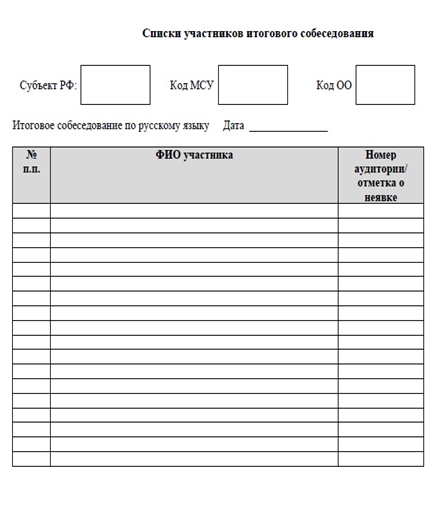 Списки участников итогового собеседования
Субъект РФ: Код МСУ Код ОО
Итоговое собеседование по русскому языку Дата
№ п.п. ФИО участника Номер аудитории/ отметка о неявке